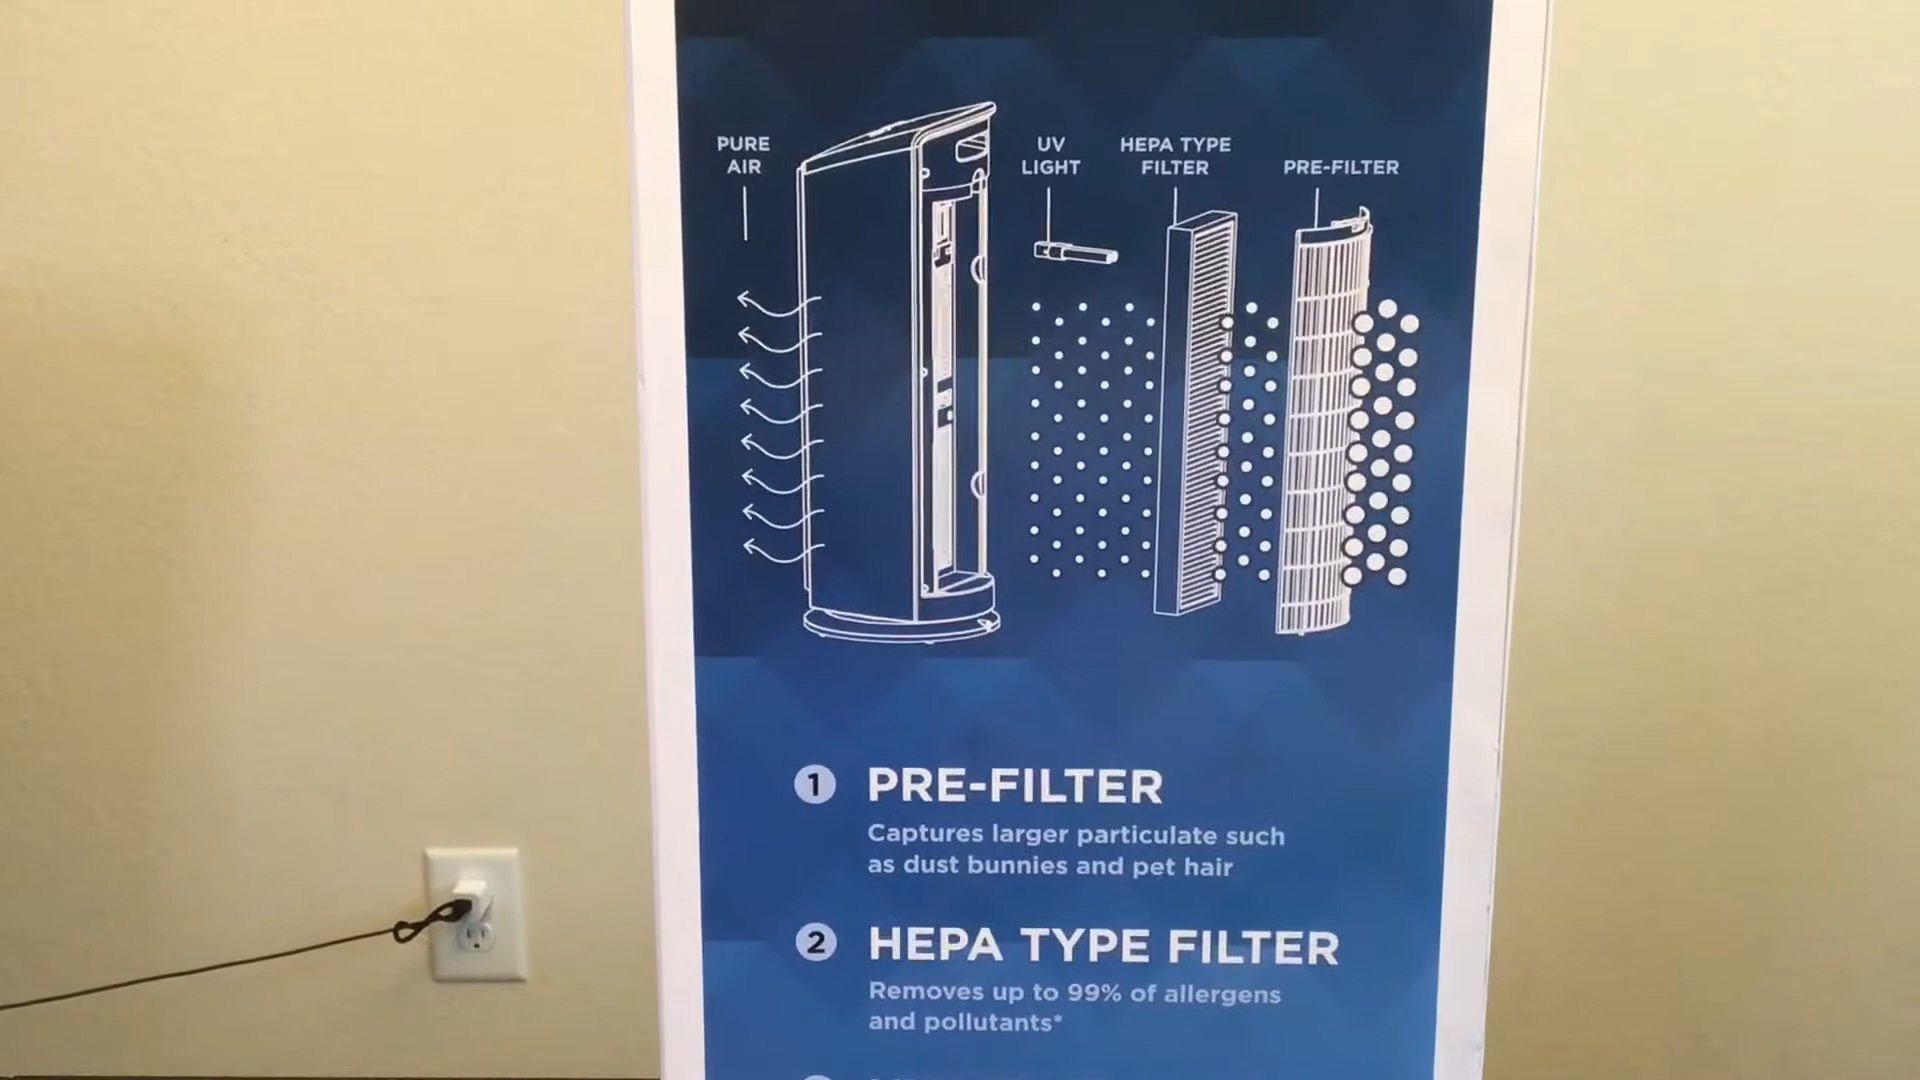 PURE
AIR
UV
LIGHT
HEPA TYPE
FILTER
PRE-FILTER
1 PRE-FILTER
Captures larger particulate such
as dust bunnies and pet hair
2 HEPA TYPE FILTER
Removes up to 99% of allergens
and pollutants*